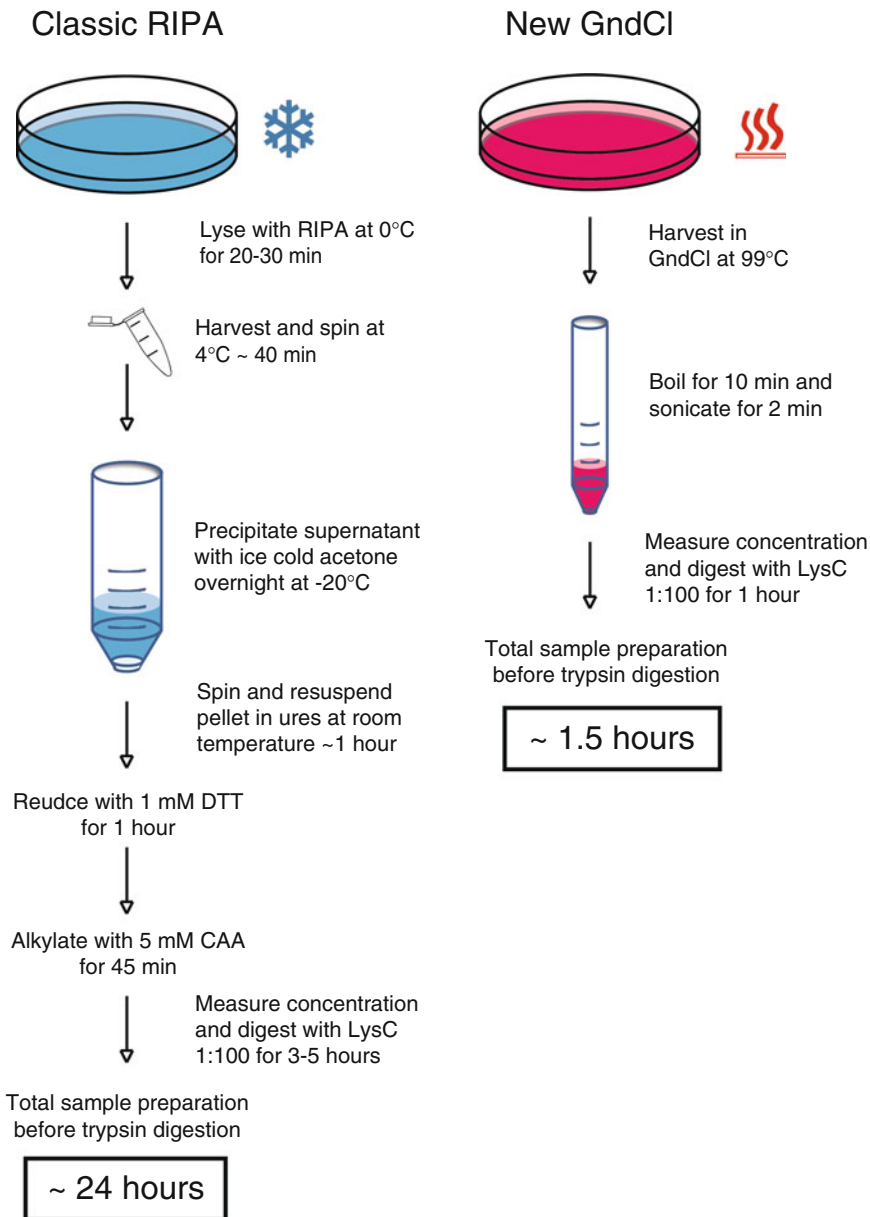 Classic RIPA
Lyse with RIPA at 0°C
for 20-30 min
Harvest and spin at
4°C ~ 40 min
Precipitate supernatant
with ice cold acetone
overnight at -20°C
Spin and resuspend
pellet in ures at room
temperature ~1 hour
Reudce with 1 mM DTT
for 1 hour
Alkylate with 5 mM CAA
for 45 min
Measure concentration
and digest with LysC
1:100 for 3-5 hours
Total sample preparation
before trypsin digestion
~ 24 hours
New GndCl
Harvest in
GndCl at 99°C
Boil for 10 min and
sonicate for 2 min
Measure concentration
and digest with LysC
1:100 for 1 hour
Total sample preparation
before trypsin digestion
~ 1.5 hours